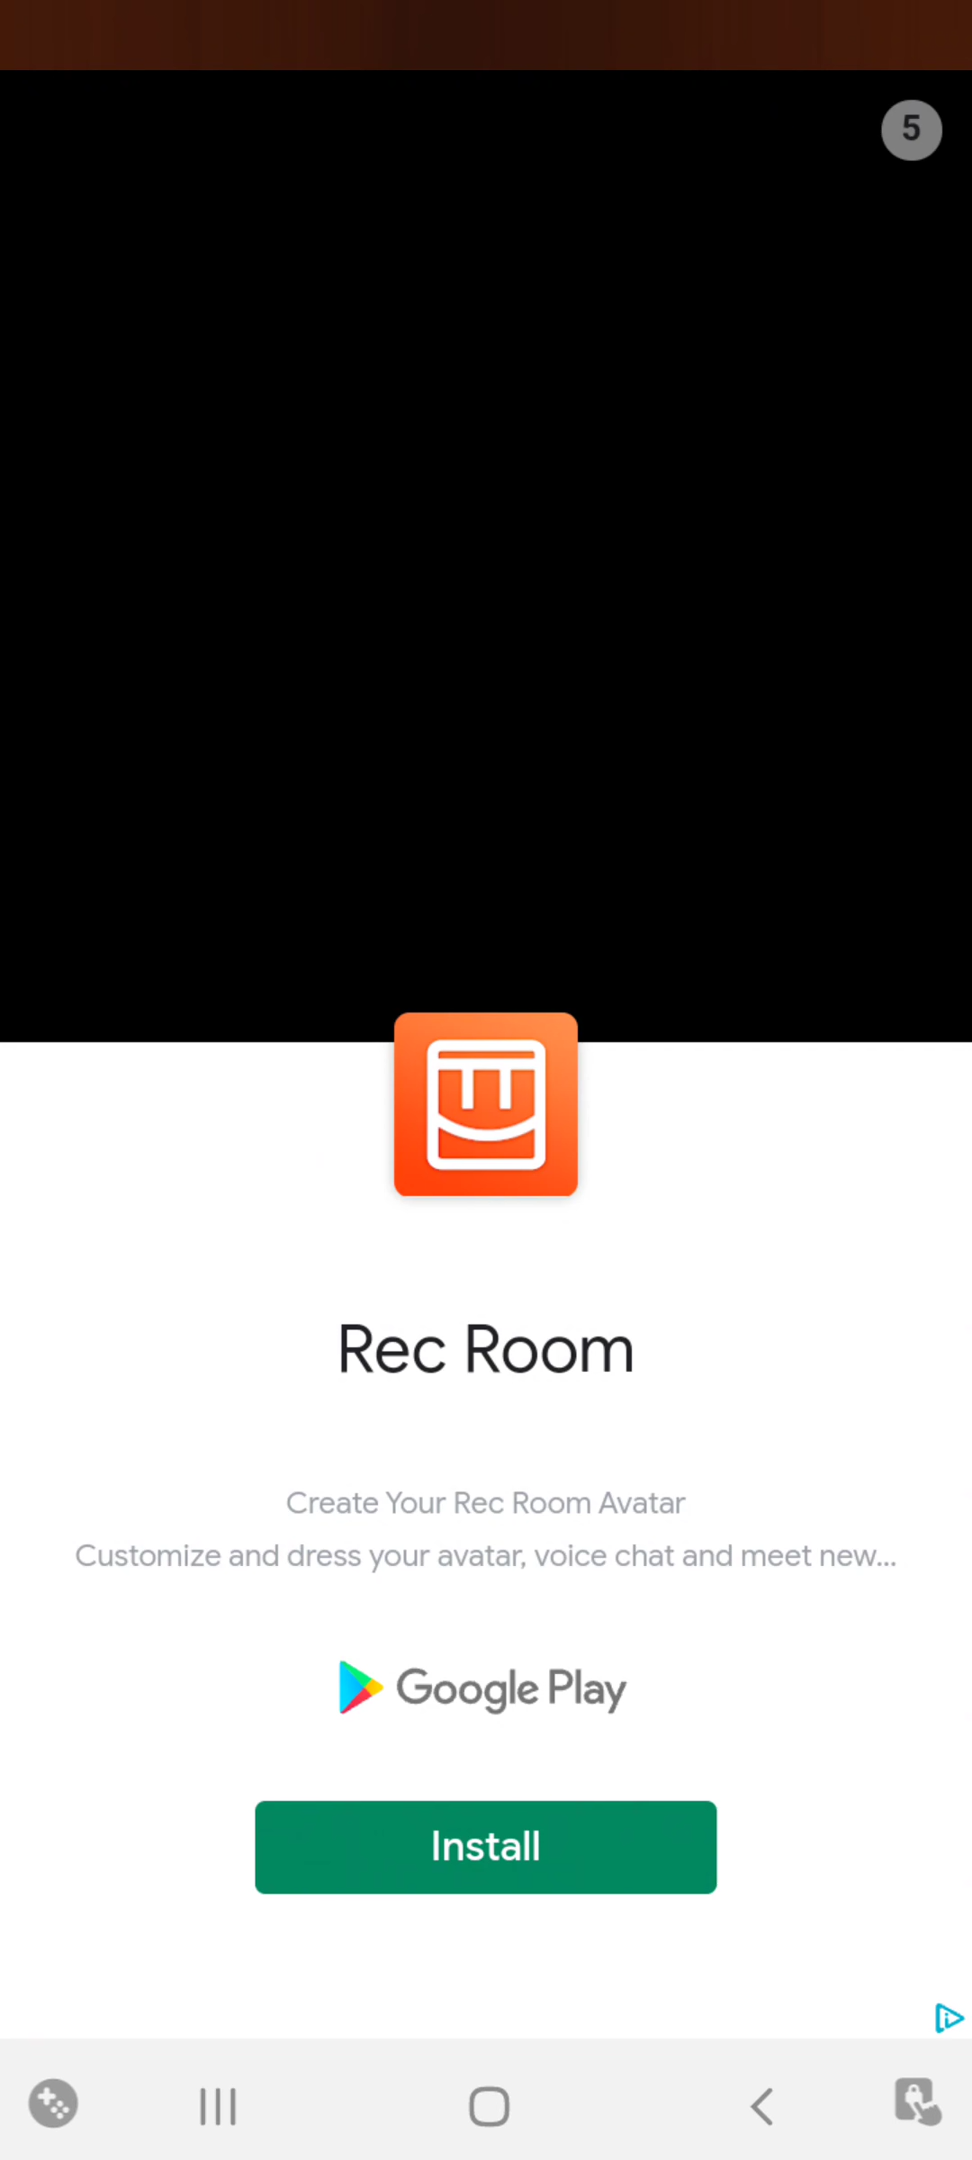 5
Rec Room
Create Your Rec Room Avatar
Customize and dress your avatar, voice chat and meet new...
Google Play
Install